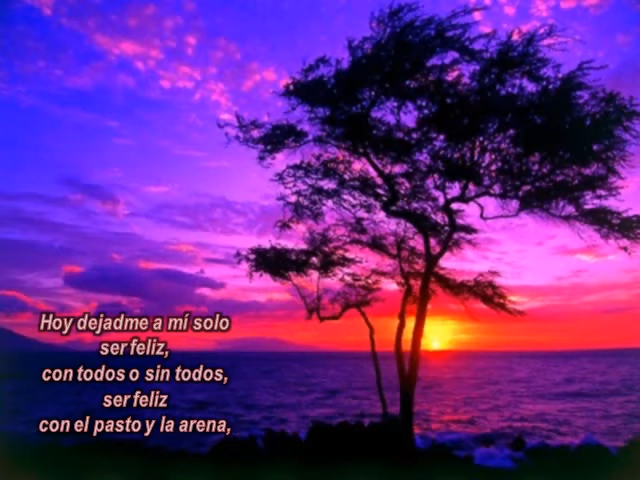 Hoy dejadme a mí solo
ser feliz,
con todos o sin todos,
ser feliz
con el pasto y la arena,